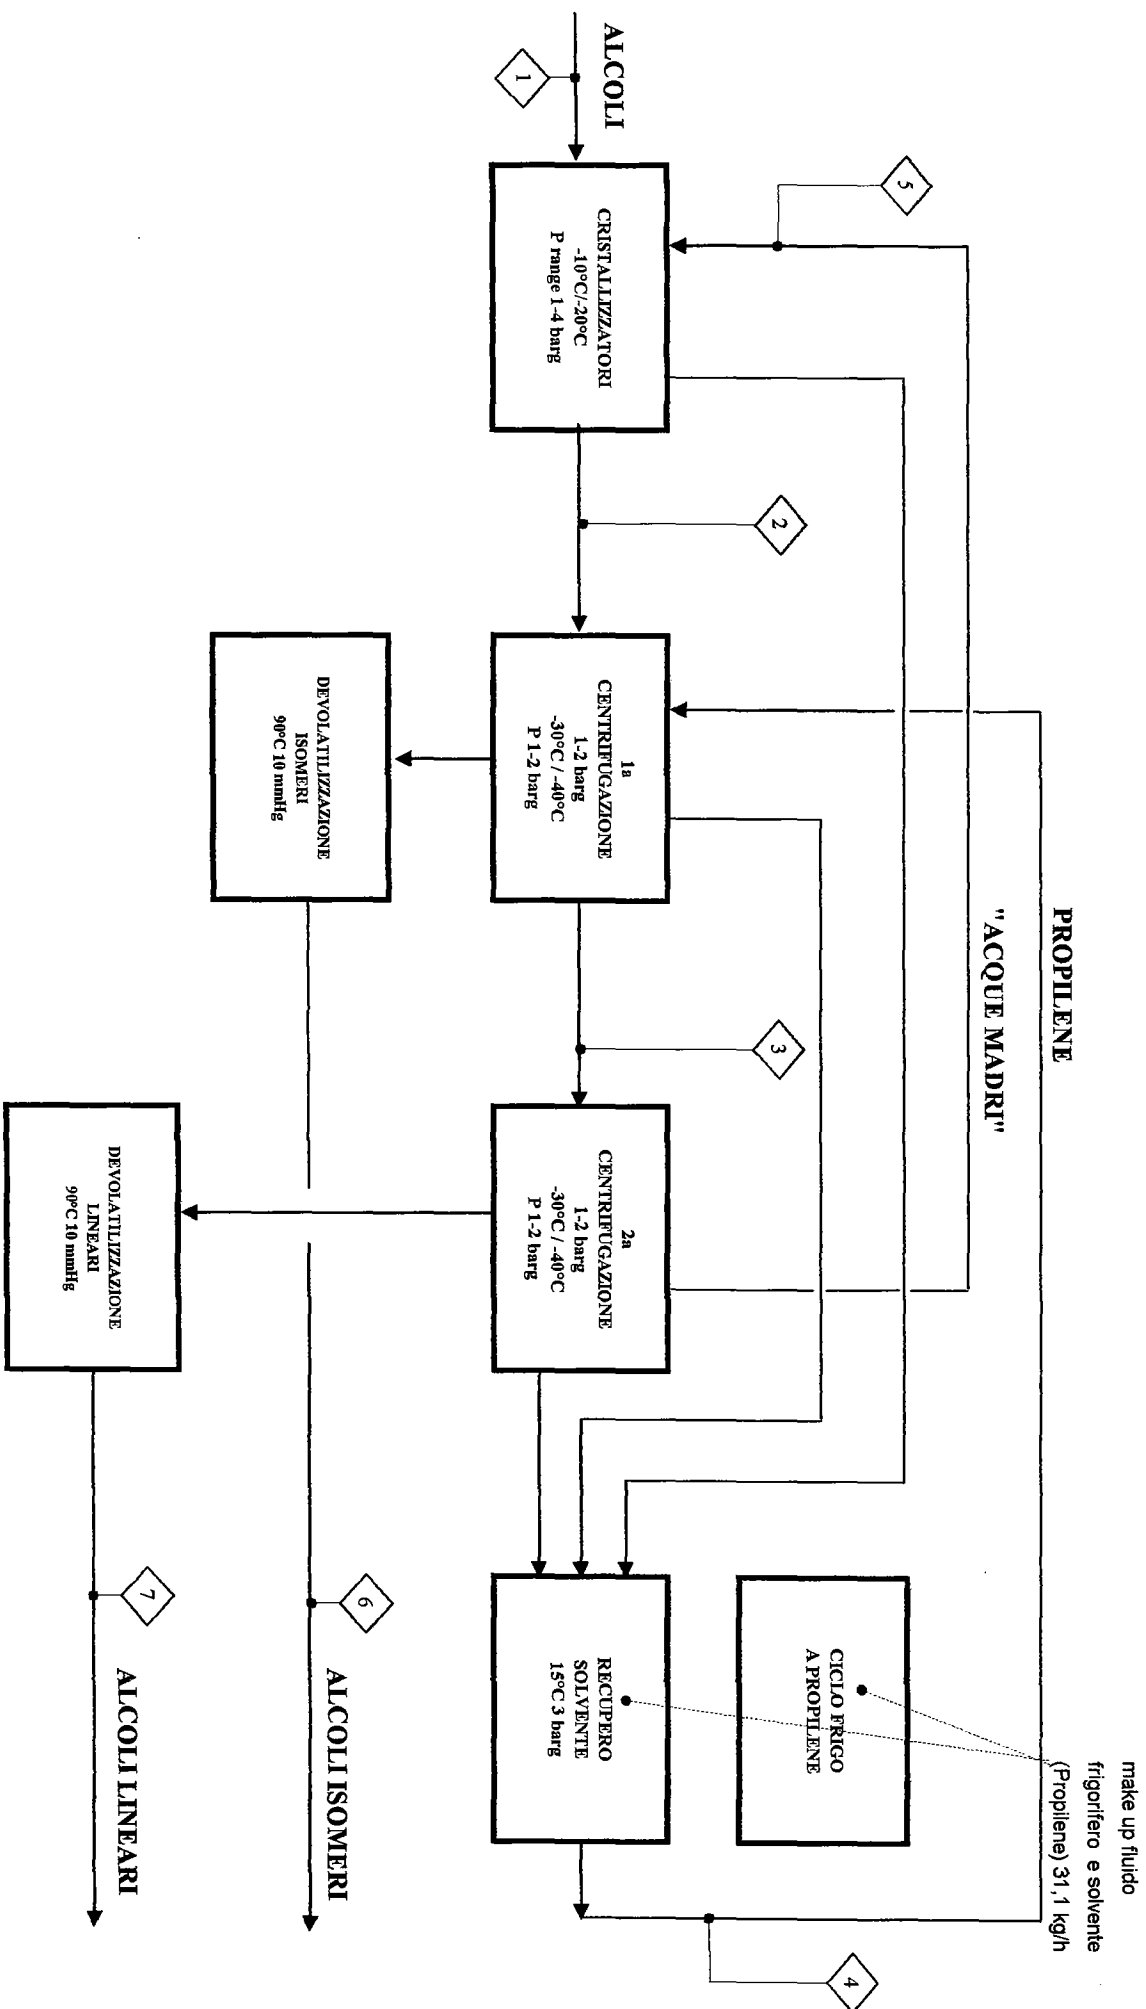 make up fluido
frigorifero e solvente
(Propilene) 31,1 kg/h
PROPILENE
"ACQUE MADRI"
5
2
3
4
CICLO FRIGO
A PROPILENE
ALCOLI
1
CRISTALLIZZATORI
-10°C/-20°C
P range 1-4 barg
1a
CENTRIFUGAZIONE
1-2 barg
-30°C / -40°C
P 1-2 barg
2a
CENTRIFUGAZIONE
1-2 barg
-30°C / -40°C
P 1-2 barg
RECUPERO
SOLVENTE
15°C 3 barg
DEVOLATILIZZAZIONE
ISOMERI
90°C 10 mmHg
6
ALCOLI ISOMERI
DEVOLATILIZZAZIONE
LINEARI
90°C 10 mmHg
7
ALCOLI LINEARI